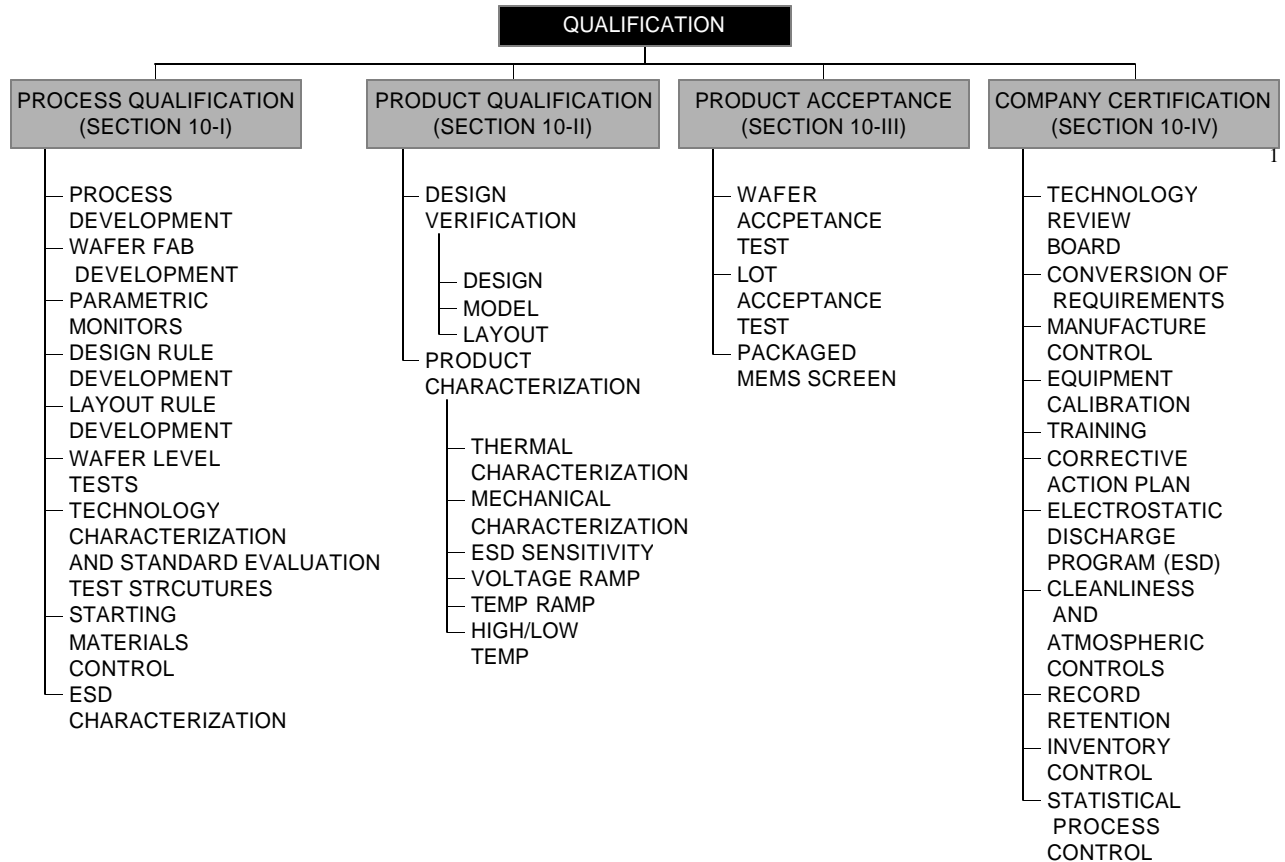 QUALIFICATION
PROCESS QUALIFICATION
(SECTION 10-I)
PROCESS
DEVELOPMENT
WAFER FAB
DEVELOPMENT
PARAMETRIC
MONITORS
DESIGN RULE
DEVELOPMENT
LAYOUT RULE
DEVELOPMENT
WAFER LEVEL
TESTS
TECHNOLOGY
CHARACTERIZATION
AND STANDARD EVALUATION
TEST STRCUTURES
STARTING
MATERIALS
CONTROL
ESD
CHARACTERIZATION
PRODUCT QUALIFICATION
(SECTION 10-II)
DESIGN
VERIFICATION
DESIGN
MODEL
LAYOUT
PRODUCT
CHARACTERIZATION
THERMAL
CHARACTERIZATION
MECHANICAL
CHARACTERIZATION
ESD SENSITIVITY
VOLTAGE RAMP
TEMP RAMP
HIGH/LOW
TEMP
PRODUCT ACCEPTANCE
(SECTION 10-III)
WAFER
ACCPETANCE
TEST
LOT
ACCEPTANCE
TEST
PACKAGED
MEMS SCREEN
COMPANY CERTIFICATION
(SECTION 10-IV)
1
TECHNOLOGY
REVIEW
BOARD
CONVERSION OF
REQUIREMENTS
MANUFACTURE
CONTROL
EQUIPMENT
CALIBRATION
TRAINING
CORRECTIVE
ACTION PLAN
ELECTROSTATIC
DISCHARGE
PROGRAM (ESD)
CLEANLINESS
AND
ATMOSPHERIC
CONTROLS
RECORD
RETENTION
INVENTORY
CONTROL
STATISTICAL
PROCESS
CONTROL